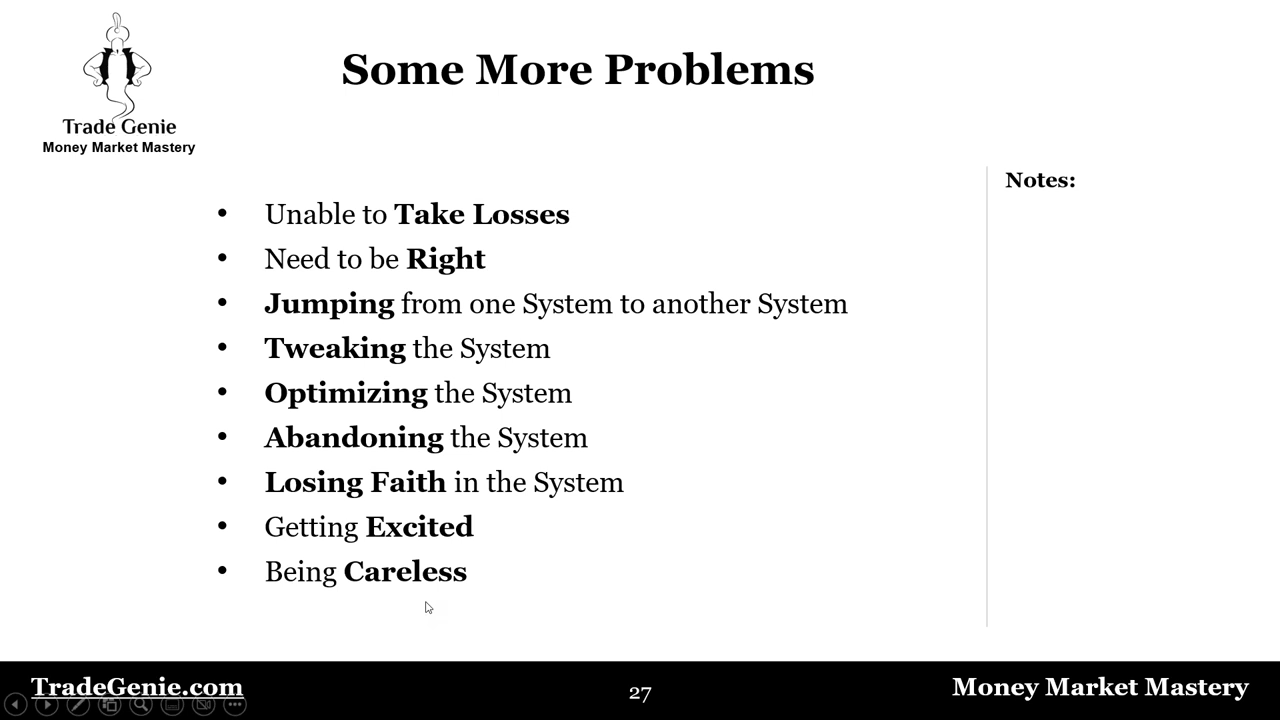 Some More Problems
Trade Genie
Money Market Mastery
Notes:
• Unable to Take Losses
• Need to be Right
• Jumping from one System to another System
• Tweaking the System
• Optimizing the System
• Abandoning the System
• Losing Faith in the System
• Getting Excited
• Being Careless
TradeGenie.com
27
Money Market Mastery